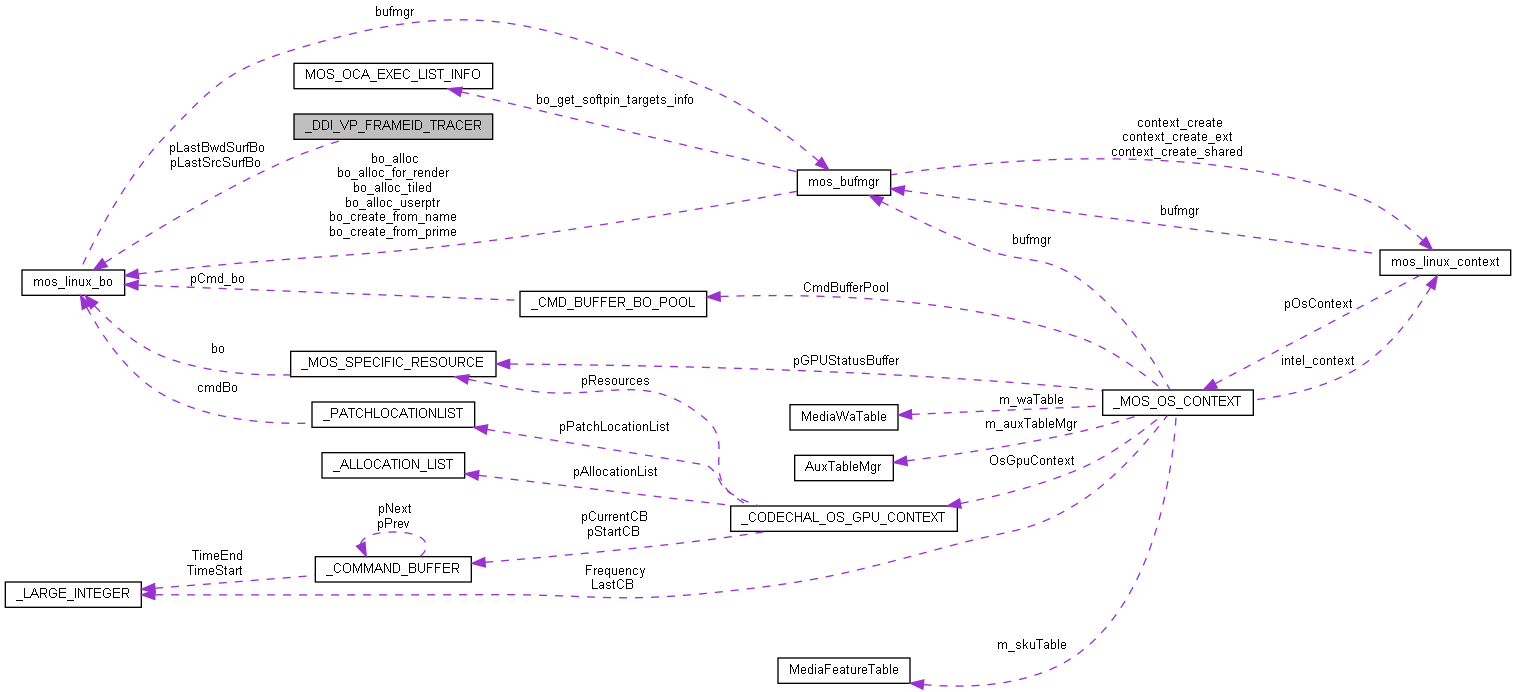 bufmgr
MOS_OCA_EXEC_LIST_INFO
bo_get_softpin_targets_info
_DDI_VP_FRAMEID_TRACER
context_create
context_create_ext
context_create_shared
pLastBwdSurfBo
pLastSrcSurfBo
bo_alloc
bo_alloc_for_render
bo_alloc_tiled
bo_alloc_userptr
bo_create_from_name
bo_create_from_prime
mos_bufmgr
bufmgr
bufmgr
mos_linux_context
mos_linux_bo
pCmd_bo
_CMD_BUFFER_BO_POOL
CmdBufferPool
pOsContext
bo
_MOS_SPECIFIC_RESOURCE
pGPUStatusBuffer
intel_context
cmdBo
pResources
_PATCHLOCATIONLIST
m_waTable
MediaWaTable
_MOS_OS_CONTEXT
pPatchLocationList
m_auxTableMgr
_ALLOCATION_LIST
pAllocationList
AuxTableMgr
OsGpuContext
pNext
pPrev
pCurrentCB
pStartCB
_CODECHAL_OS_GPU_CONTEXT
TimeEnd
TimeStart
_COMMAND_BUFFER
Frequency
LastCB
_LARGE_INTEGER
m_skuTable
MediaFeatureTable